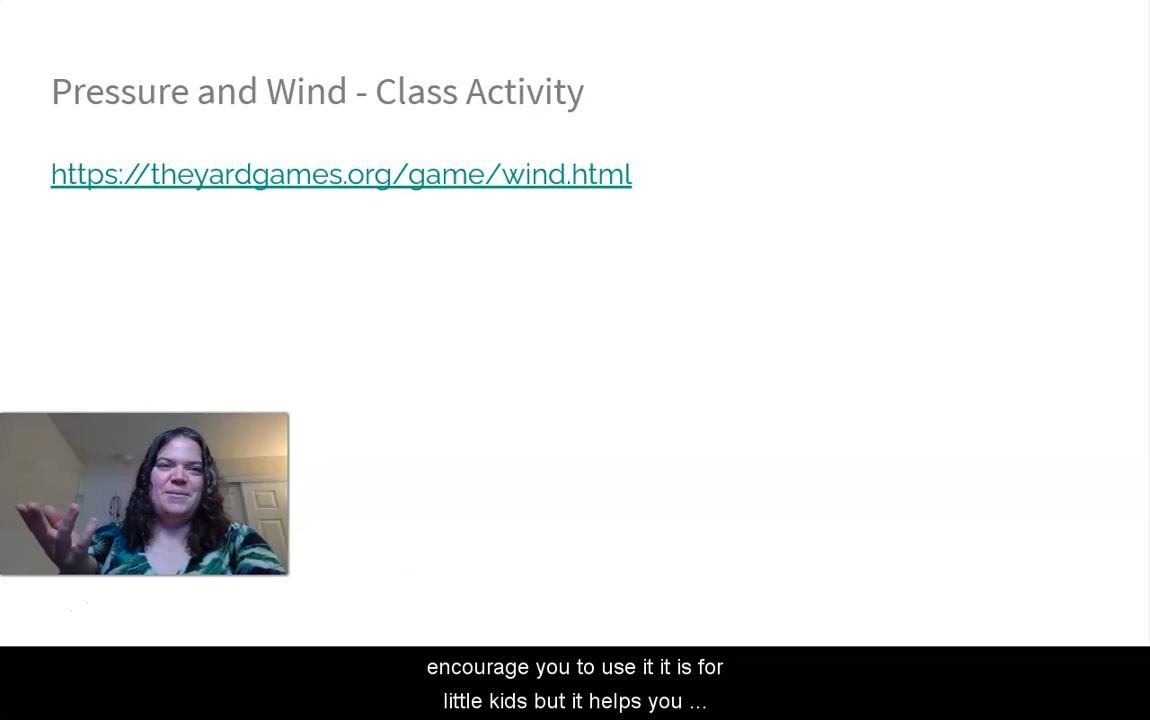 Pressure and Wind - Class Activity
https://theyardgames.org/game/wind.html
encourage you to use it it is for
little kids but it helps you ...